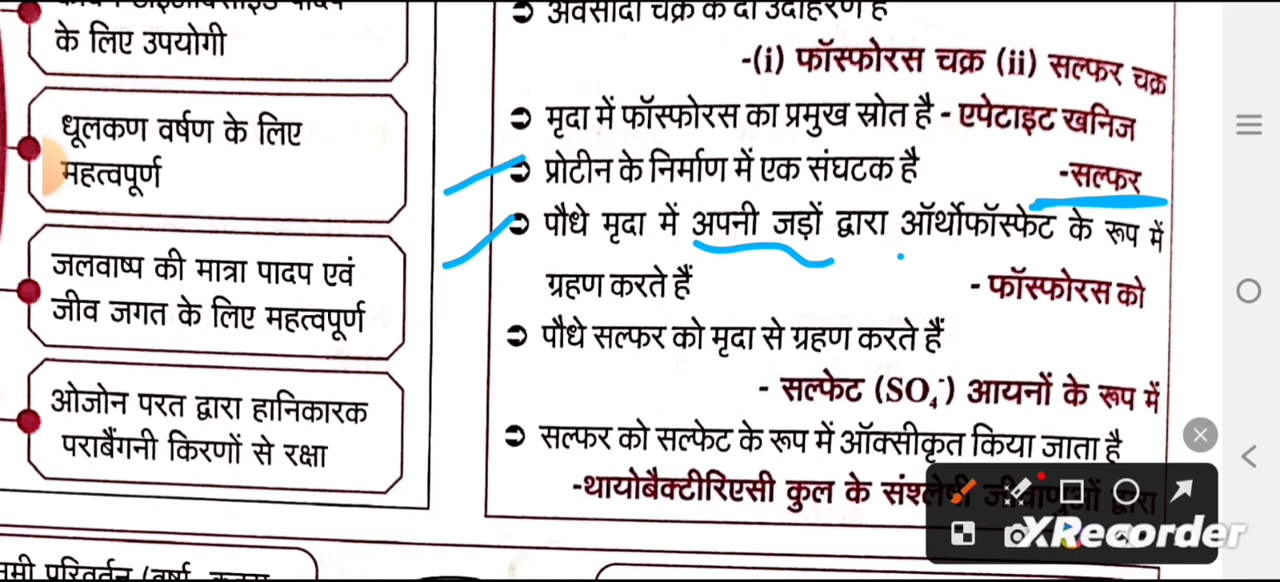 के लिए उपयोगी
धूलकण वर्षण के लिए
महत्वपूर्ण
जलवाष्प की मात्रा पादप एवं
जीव जगत के लिए महत्वपूर्ण
ओजोन परत द्वारा हानिकारक
पराबैंगनी किरणों से रक्षा
अवसादी चक्र के दो उदाहरण हैं
-(i) फॉस्फोरस चक्र (ii) सल्फर चक्र
मृदा में फॉस्फोरस का प्रमुख स्रोत है - एपेटाइट खनिज
प्रोटीन के निर्माण में एक संघटक है -सल्फर
पौधे मृदा में अपनी जड़ों द्वारा ऑर्थोफॉस्फेट के रूप में
ग्रहण करते हैं - फॉस्फोरस को
पौधे सल्फर को मृदा से ग्रहण करते हैं
- सल्फेट (SO₄⁻) आयनों के रूप में
सल्फर को सल्फेट के रूप में ऑक्सीकृत किया जाता है
-थायोबैक्टीरिएसी कुल के संश्लेषी जीवाणुओं द्वारा
XRecorder